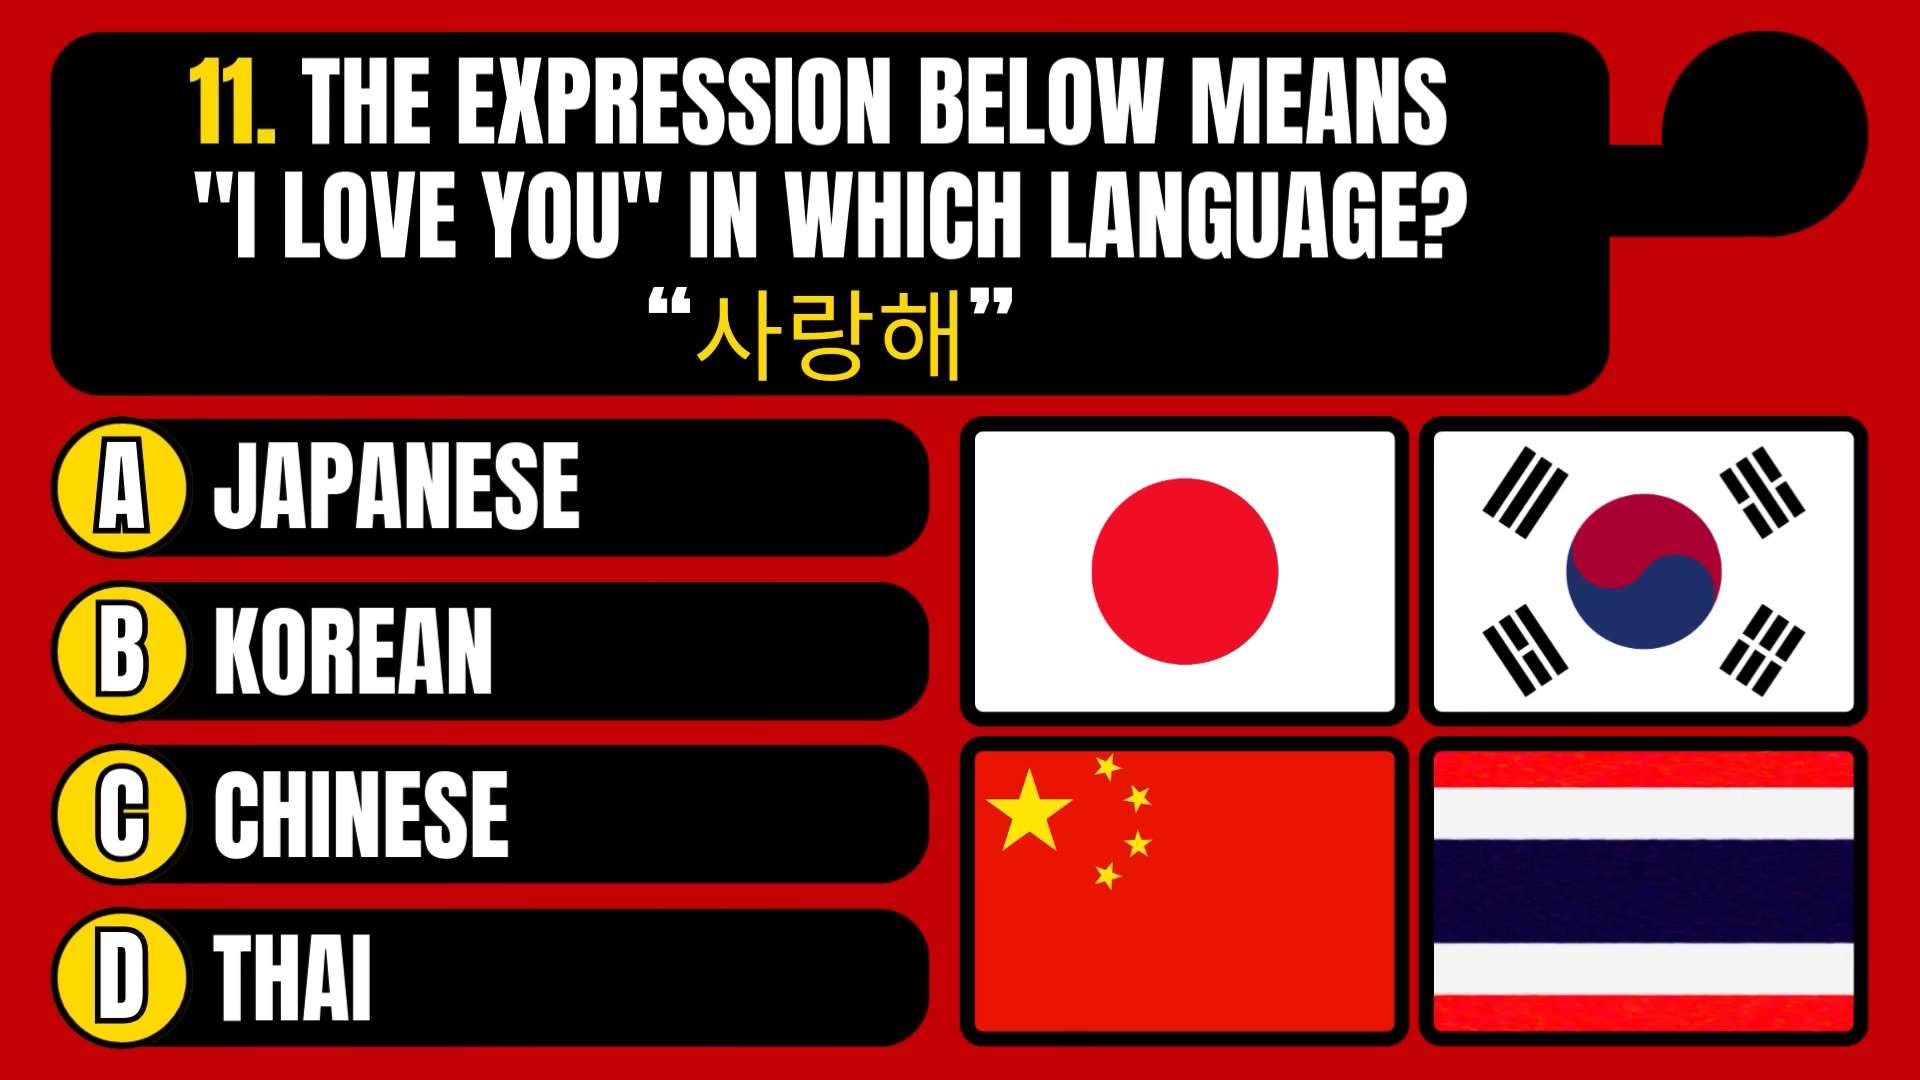 11. THE EXPRESSION BELOW MEANS
"I LOVE YOU" IN WHICH LANGUAGE?
“사랑해”
A JAPANESE
B KOREAN
C CHINESE
D THAI